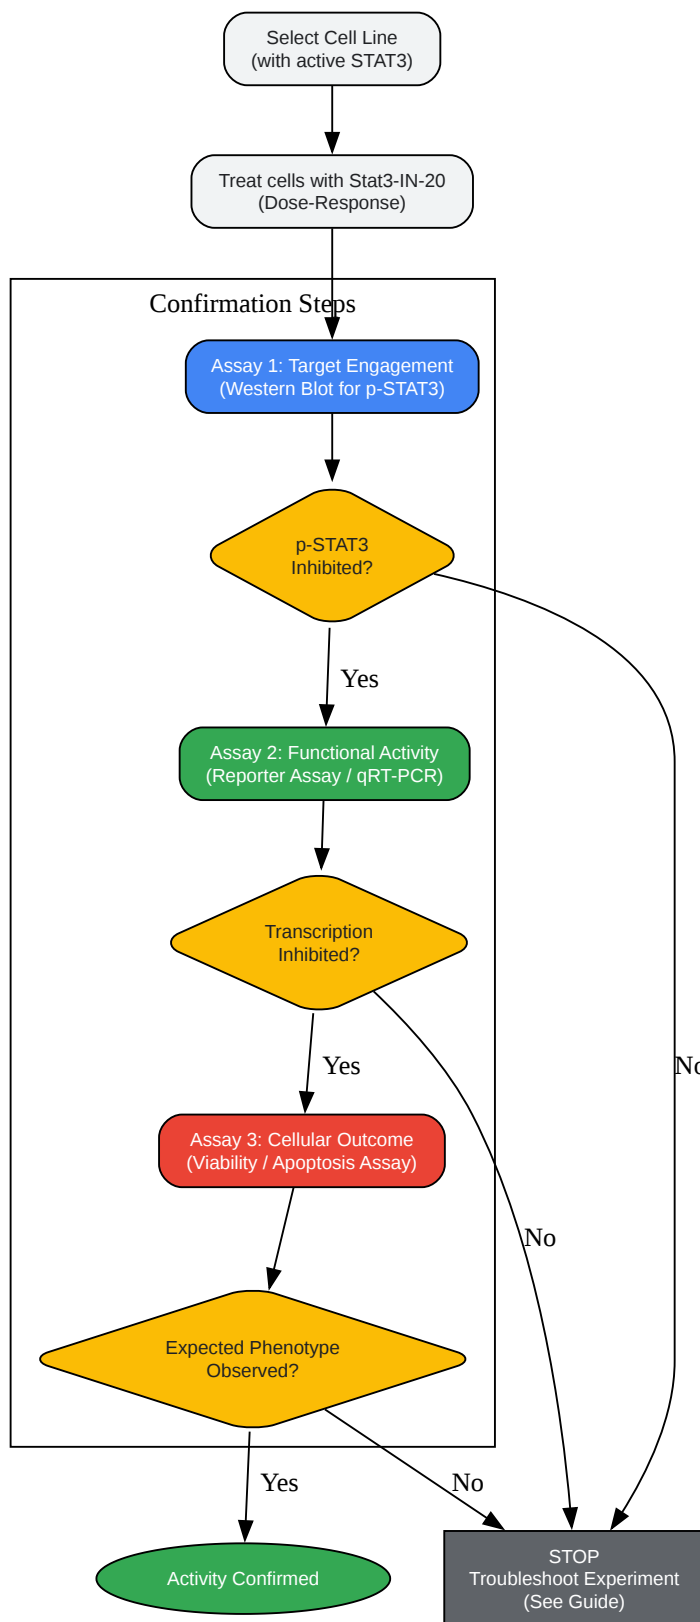 Select Cell Line
(with active STAT3)
Treat cells with Stat3-IN-20
(Dose-Response)
Confirmation Steps
Assay 1: Target Engagement
(Western Blot for p-STAT3)
p-STAT3
Inhibited?
Yes
Assay 2: Functional Activity
(Reporter Assay / qRT-PCR)
Transcription
Inhibited?
Yes
No
Assay 3: Cellular Outcome
(Viability / Apoptosis Assay)
No
Expected Phenotype
Observed?
Yes
No
Activity Confirmed
STOP
Troubleshoot Experiment
(See Guide)